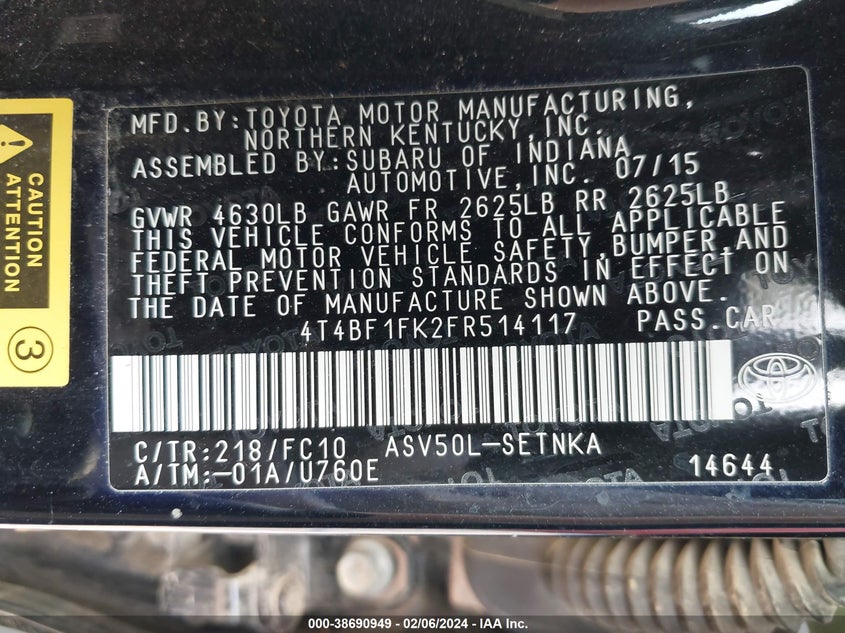 CAUTION
ATTENTION
3
MFD.BY:TOYOTA MOTOR MANUFACTURING,
NORTHERN KENTUCKY,INC.
ASSEMBLED BY:SUBARU OF INDIANA
AUTOMOTIVE,INC. 07/15
GVWR 4630LB GAWR FR 2625LB RR 2625LB
THIS VEHICLE CONFORMS TO ALL APPLICABLE
FEDERAL MOTOR VEHICLE SAFETY,BUMPER,AND
THEFT PREVENTION STANDARDS IN EFFECT ON
THE DATE OF MANUFACTURE SHOWN ABOVE.
4T4BF1FK2FR514117 PASS.CAR
C/TR:218/FC10 ASV50L-SETNKA
A/TM:-01A/U760E 14644
000-38690949 - 02/06/2024 - IAA Inc.